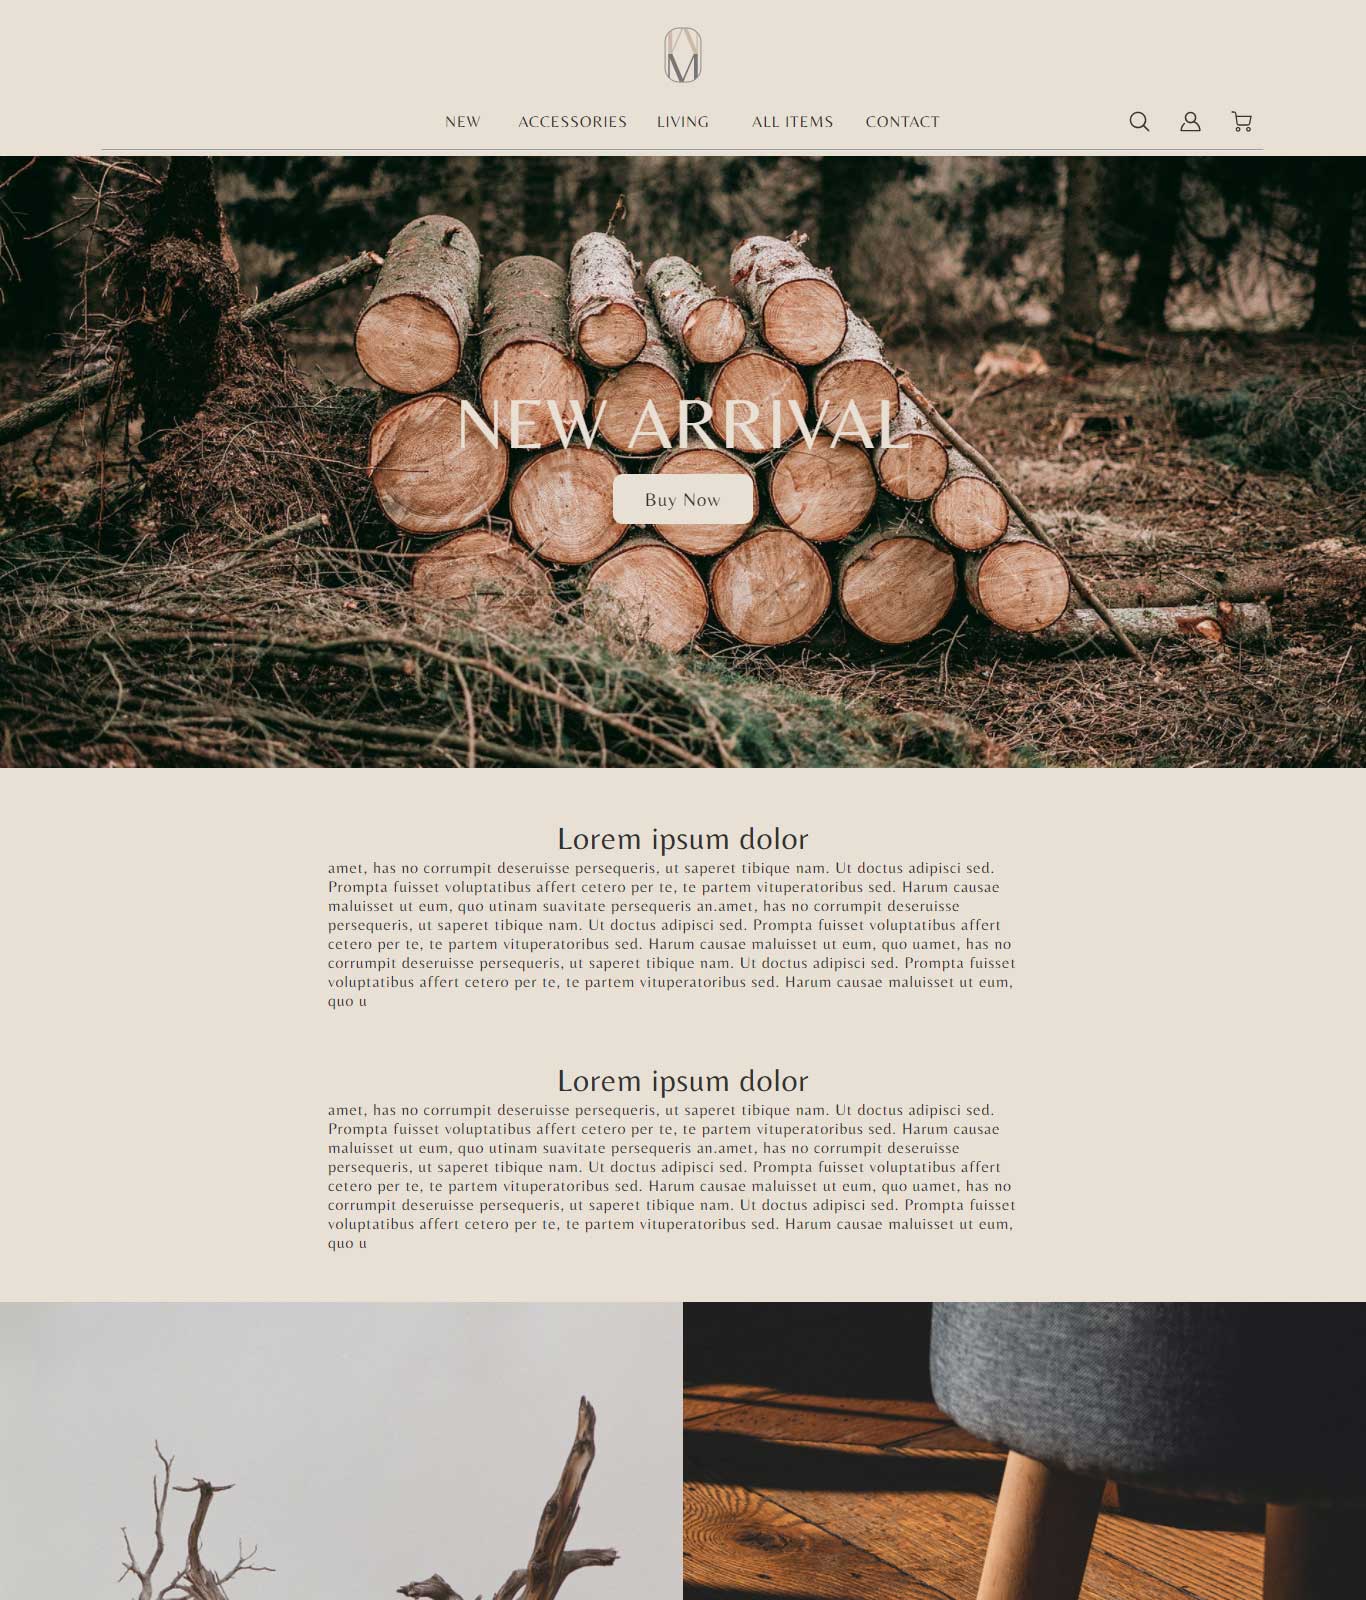 NEW ACCESSORIES LIVING ALL ITEMS CONTACT
NEW ARRIVAL
Buy Now
Lorem ipsum dolor
amet, has no corrumpit deseruisse persequeris, ut saperet tibique nam. Ut doctus adipisci sed.
Prompta fuisset voluptatibus affert cetero per te, te partem vituperatoribus sed. Harum causae
maluisset ut eum, quo utinam suavitate persequeris an.amet, has no corrumpit deseruisse
persequeris, ut saperet tibique nam. Ut doctus adipisci sed. Prompta fuisset voluptatibus affert
cetero per te, te partem vituperatoribus sed. Harum causae maluisset ut eum, quo uamet, has no
corrumpit deseruisse persequeris, ut saperet tibique nam. Ut doctus adipisci sed. Prompta fuisset
voluptatibus affert cetero per te, te partem vituperatoribus sed. Harum causae maluisset ut eum,
quo u
Lorem ipsum dolor
amet, has no corrumpit deseruisse persequeris, ut saperet tibique nam. Ut doctus adipisci sed.
Prompta fuisset voluptatibus affert cetero per te, te partem vituperatoribus sed. Harum causae
maluisset ut eum, quo utinam suavitate persequeris an.amet, has no corrumpit deseruisse
persequeris, ut saperet tibique nam. Ut doctus adipisci sed. Prompta fuisset voluptatibus affert
cetero per te, te partem vituperatoribus sed. Harum causae maluisset ut eum, quo uamet, has no
corrumpit deseruisse persequeris, ut saperet tibique nam. Ut doctus adipisci sed. Prompta fuisset
voluptatibus affert cetero per te, te partem vituperatoribus sed. Harum causae maluisset ut eum,
quo u